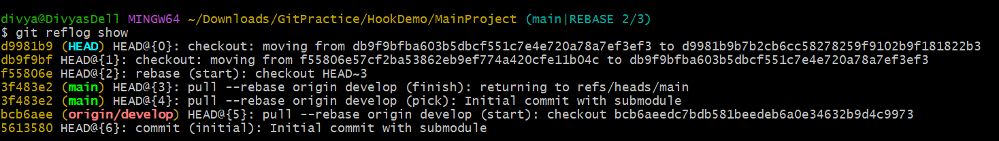 divya@DivyasDell MINGW64 ~/Downloads/GitPractice/HookDemo/MainProject (main|REBASE 2/3)
$ git reflog show
d9981b9 (HEAD) HEAD@{0}: checkout: moving from db9f9bfba603b5dbcf551c7e4e720a78a7ef3ef3 to d9981b9b7b2cb6cc58278259f9102b9f181822b3
db9f9bf HEAD@{1}: checkout: moving from f55806e57cf2ba53862eb9ef774a420cfe11b04c to db9f9bfba603b5dbcf551c7e4e720a78a7ef3ef3
f55806e HEAD@{2}: rebase (start): checkout HEAD~3
3f483e2 (main) HEAD@{3}: pull --rebase origin develop (finish): returning to refs/heads/main
3f483e2 (main) HEAD@{4}: pull --rebase origin develop (pick): Initial commit with submodule
bcb6aee (origin/develop) HEAD@{5}: pull --rebase origin develop (start): checkout bcb6aeedc7bdb581beedeb6a0e34632b9d4c9973
5613580 HEAD@{6}: commit (initial): Initial commit with submodule